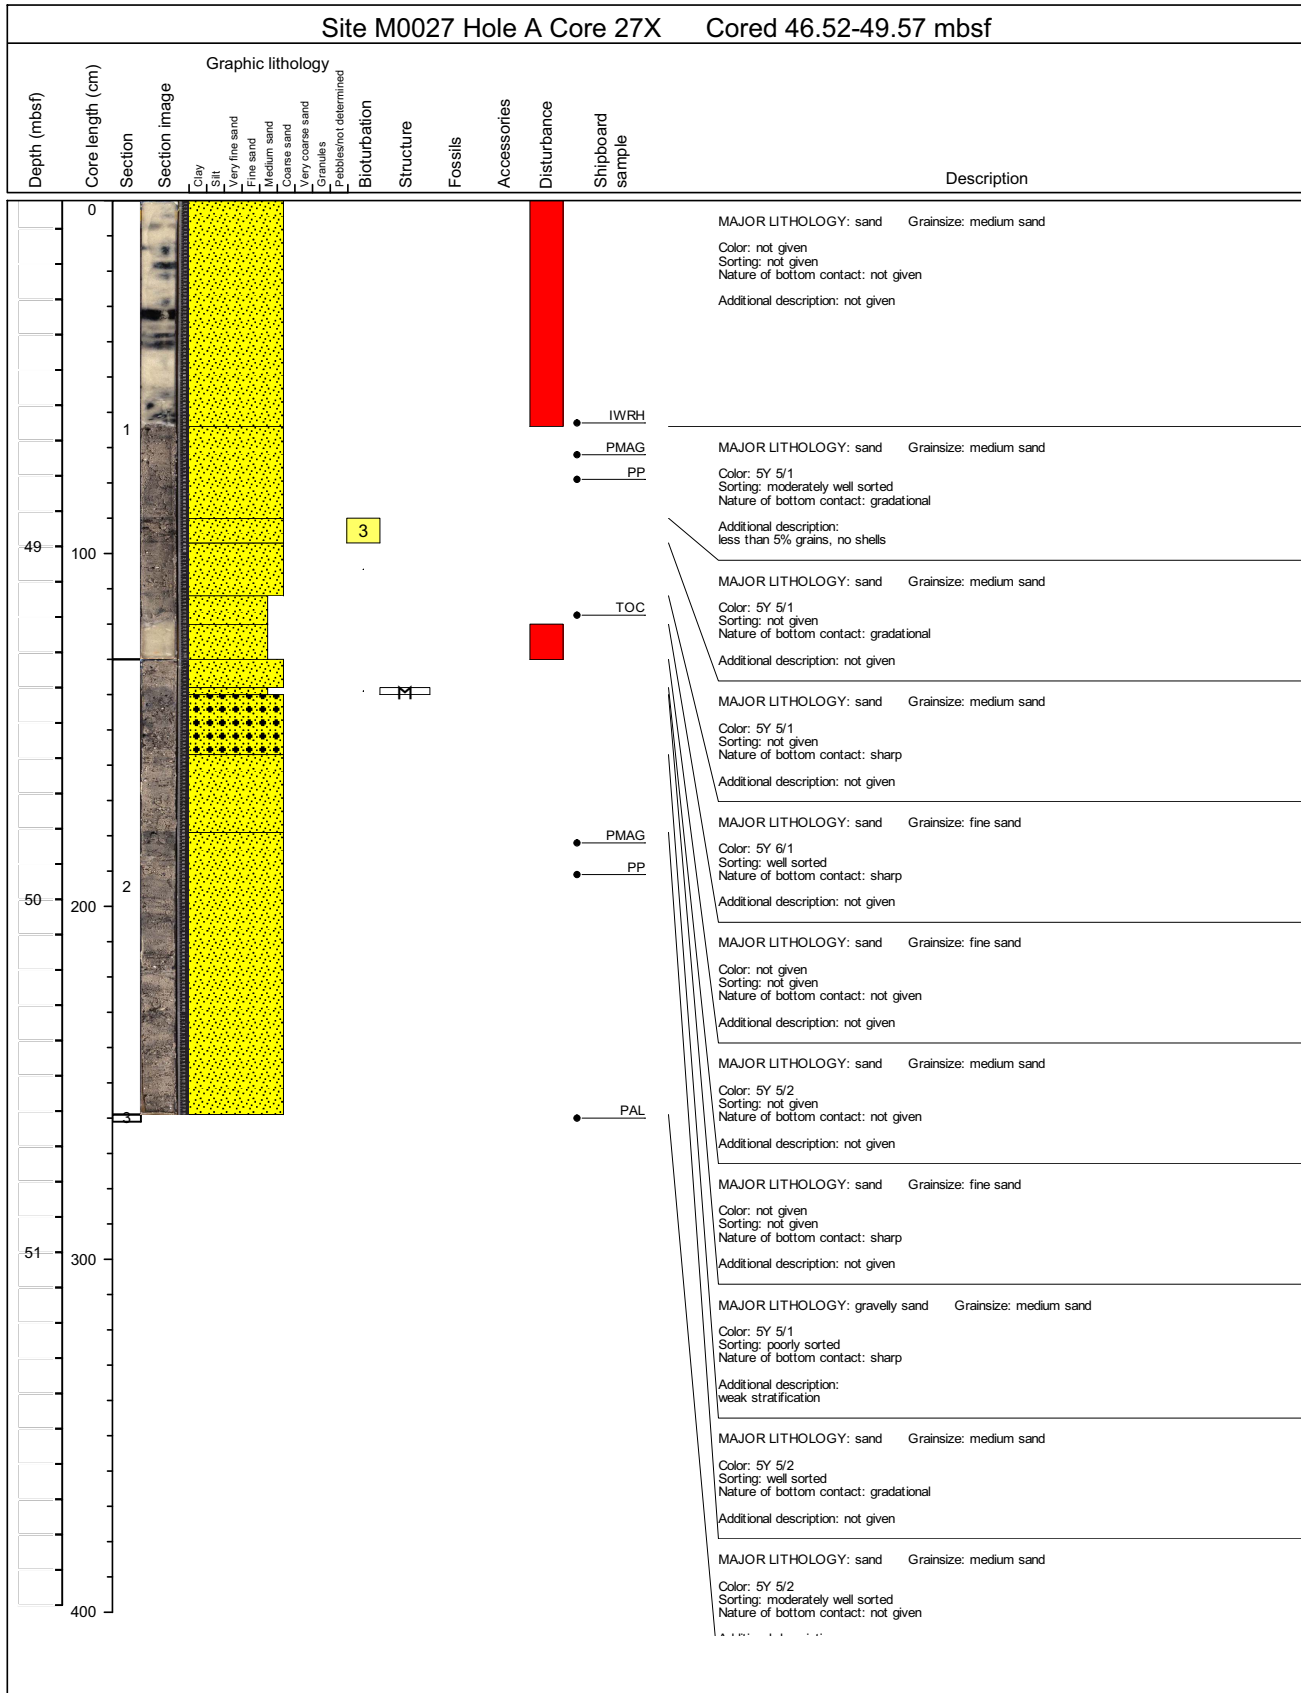 Site M0027 Hole A Core 27X Cored 46.52-49.57 mbsf
Graphic lithology
Depth (mbsf)
Core length (cm)
Section
Section image
Clay
Silt
Very fine sand
Fine sand
Medium sand
Coarse sand
Very coarse sand
Granules
Pebbles/not determined
Bioturbation
Structure
Fossils
Accessories
Disturbance
Shipboard
sample
Description
0
100
200
300
400
49
50
51
1
2
3
3
M
IWRH
PMAG
PP
TOC
PMAG
PP
PAL
MAJOR LITHOLOGY: sand Grainsize: medium sand
Color: not given
Sorting: not given
Nature of bottom contact: not given
Additional description: not given
MAJOR LITHOLOGY: sand Grainsize: medium sand
Color: 5Y 5/1
Sorting: moderately well sorted
Nature of bottom contact: gradational
Additional description:
less than 5% grains, no shells
MAJOR LITHOLOGY: sand Grainsize: medium sand
Color: 5Y 5/1
Sorting: not given
Nature of bottom contact: gradational
Additional description: not given
MAJOR LITHOLOGY: sand Grainsize: medium sand
Color: 5Y 5/1
Sorting: not given
Nature of bottom contact: sharp
Additional description: not given
MAJOR LITHOLOGY: sand Grainsize: fine sand
Color: 5Y 6/1
Sorting: well sorted
Nature of bottom contact: sharp
Additional description: not given
MAJOR LITHOLOGY: sand Grainsize: fine sand
Color: not given
Sorting: not given
Nature of bottom contact: not given
Additional description: not given
MAJOR LITHOLOGY: sand Grainsize: medium sand
Color: 5Y 5/2
Sorting: not given
Nature of bottom contact: not given
Additional description: not given
MAJOR LITHOLOGY: sand Grainsize: fine sand
Color: not given
Sorting: not given
Nature of bottom contact: sharp
Additional description: not given
MAJOR LITHOLOGY: gravelly sand Grainsize: medium sand
Color: 5Y 5/1
Sorting: poorly sorted
Nature of bottom contact: sharp
Additional description:
weak stratification
MAJOR LITHOLOGY: sand Grainsize: medium sand
Color: 5Y 5/2
Sorting: well sorted
Nature of bottom contact: gradational
Additional description: not given
MAJOR LITHOLOGY: sand Grainsize: medium sand
Color: 5Y 5/2
Sorting: moderately well sorted
Nature of bottom contact: not given